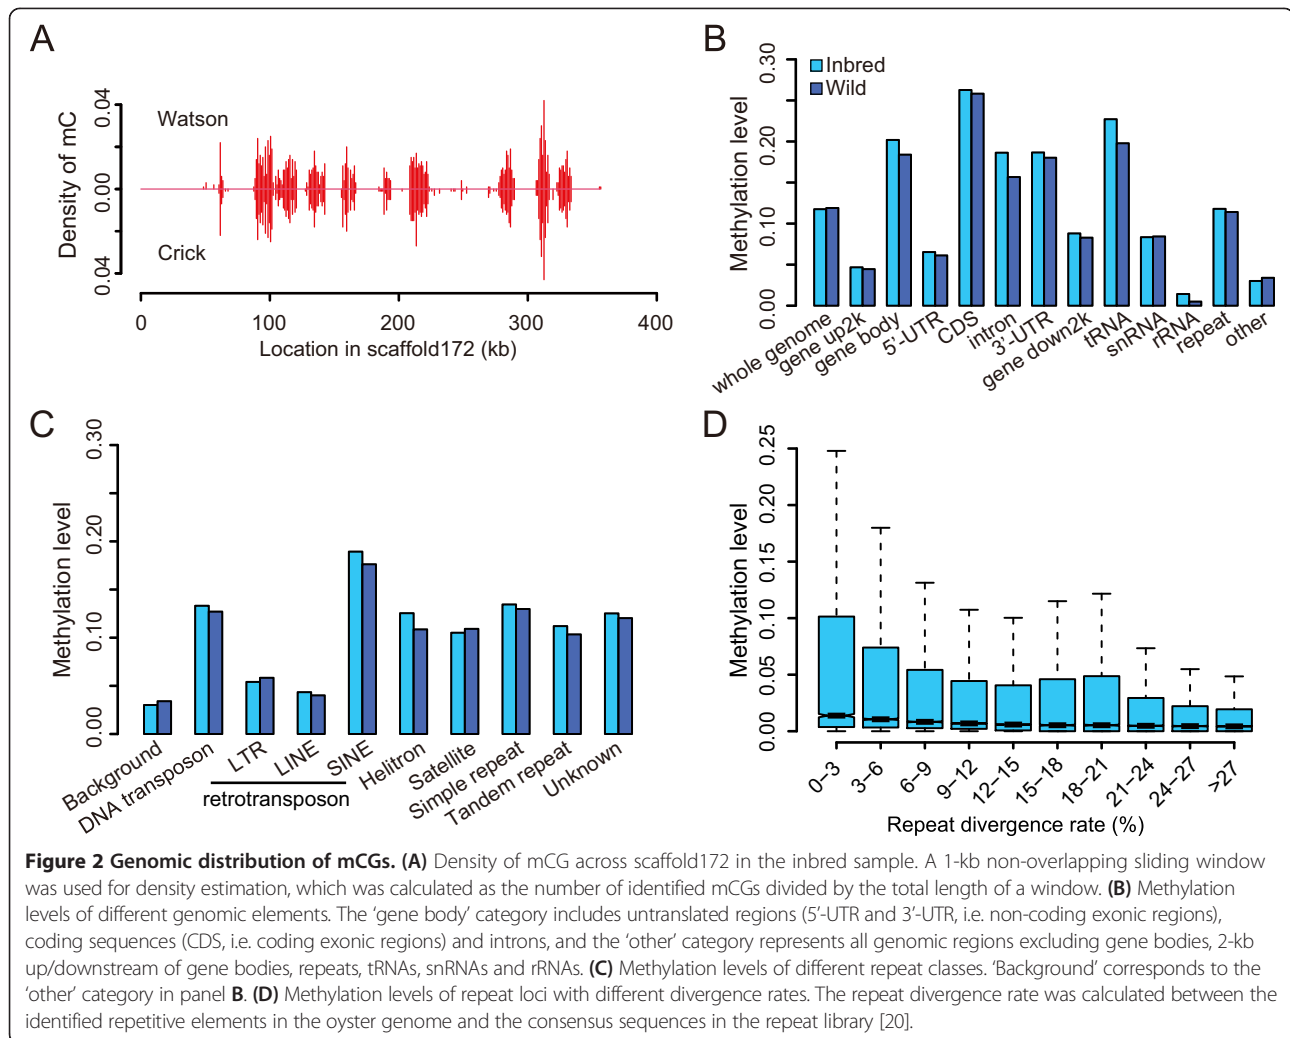 A
Density of mC
0.04
0.00
0.04
Watson
Crick
0
100
200
300
400
Location in scaffold172 (kb)
B
Methylation level
0.30
0.20
0.10
0.00
Inbred
Wild
whole genome
gene up2k
gene body
5'-UTR
CDS
intron
3'-UTR
gene down2k
tRNA
snRNA
rRNA
repeat
other
C
Methylation level
0.30
0.20
0.10
0.00
Background
DNA transposon
LTR
LINE
SINE
retrotransposon
Helitron
Satellite
Simple repeat
Tandem repeat
Unknown
D
Methylation level
0.25
0.20
0.15
0.10
0.05
0.00
0–3
3–6
6–9
9–12
12–15
15–18
18–21
21–24
24–27
>27
Repeat divergence rate (%)
Figure 2 Genomic distribution of mCGs. (A) Density of mCG across scaffold172 in the inbred sample. A 1-kb non-overlapping sliding window
was used for density estimation, which was calculated as the number of identified mCGs divided by the total length of a window. (B) Methylation
levels of different genomic elements. The ‘gene body’ category includes untranslated regions (5′-UTR and 3′-UTR, i.e. non-coding exonic regions),
coding sequences (CDS, i.e. coding exonic regions) and introns, and the ‘other’ category represents all genomic regions excluding gene bodies, 2-kb
up/downstream of gene bodies, repeats, tRNAs, snRNAs and rRNAs. (C) Methylation levels of different repeat classes. ‘Background’ corresponds to the
‘other’ category in panel B. (D) Methylation levels of repeat loci with different divergence rates. The repeat divergence rate was calculated between the
identified repetitive elements in the oyster genome and the consensus sequences in the repeat library [20].